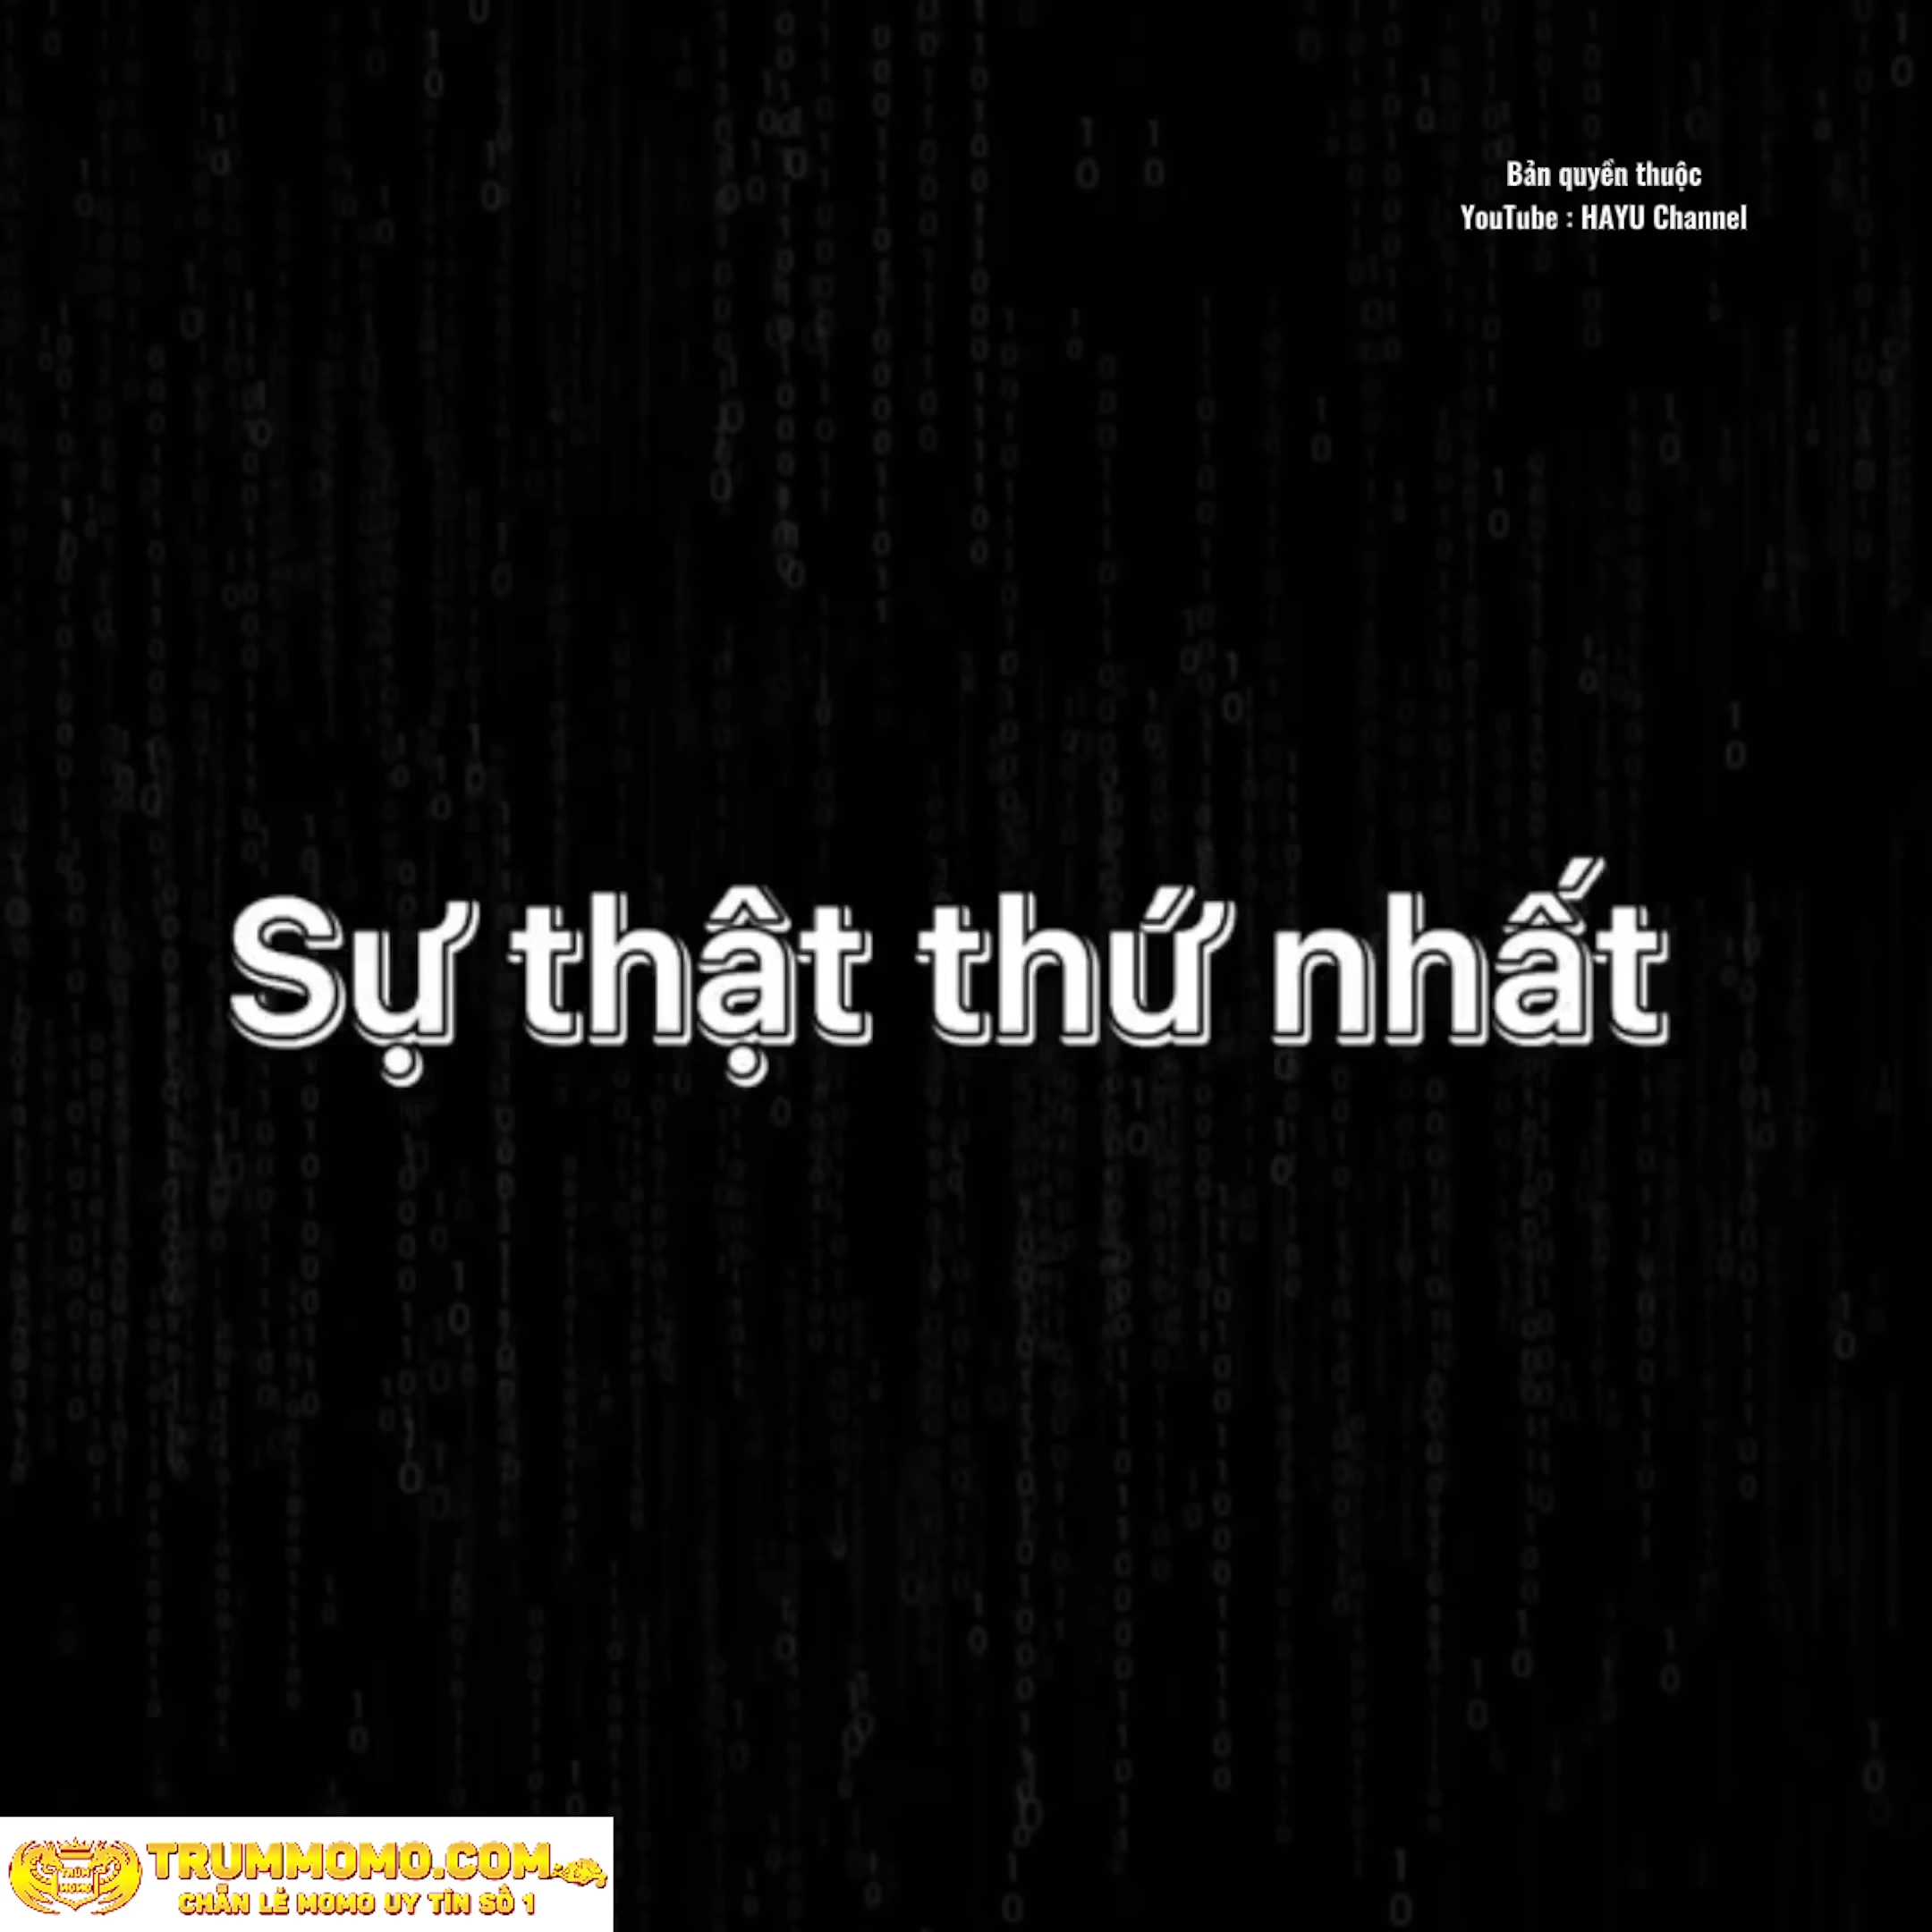 Bản quyền thuộc
YouTube : HAYU Channel
Sự thật thứ nhất
TRUMMOMO.COM
CHẴN LẺ MOMO UY TÍN SỐ 1